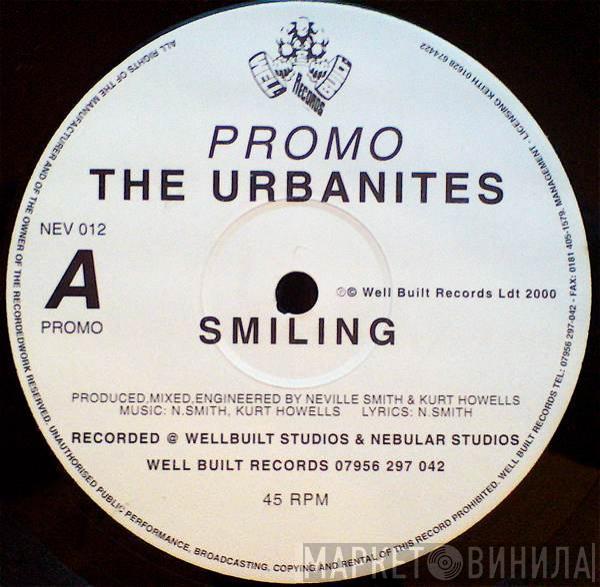 WELL BUILT
RECORDS
PROMO
THE URBANITES
NEV 012
A
PROMO
℗© Well Built Records Ldt 2000
SMILING
PRODUCED,MIXED,ENGINEERED BY NEVILLE SMITH & KURT HOWELLS
MUSIC: N.SMITH, KURT HOWELLS LYRICS: N.SMITH
RECORDED @ WELLBUILT STUDIOS & NEBULAR STUDIOS
WELL BUILT RECORDS 07956 297 042
45 RPM
ALL RIGHTS OF THE MANUFACTURER AND OF THE OWNER OF THE RECORDEDWORK RESERVED. UNAUTHORISED PUBLIC PERFORMANCE, BROADCASTING, COPYING AND RENTAL OF THIS RECORD PROHIBITED. WELL BUILT RECORDS TEL: 07956 297-042 - FAX: 0181 405-1579. MANAGEMENT - LICENSING KEITH 01628 674422
МАРКЕТ ВИНИЛА